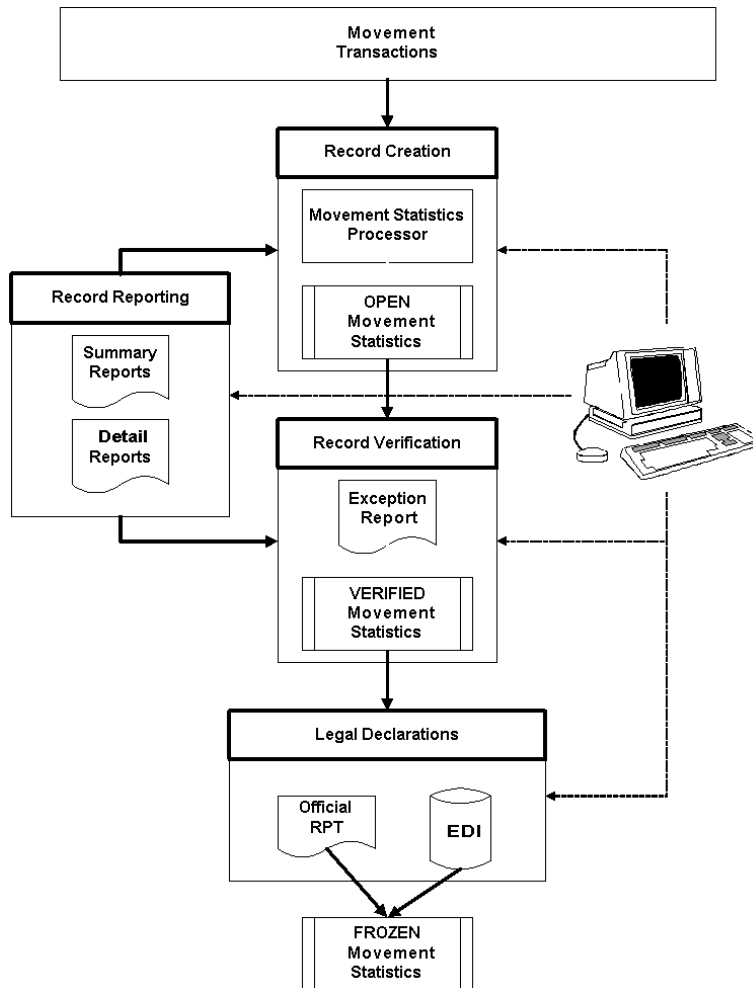 Movement
Transactions
Record Creation
Movement Statistics
Processor
OPEN
Movement
Statistics
Record Reporting
Summary
Reports
Detail
Reports
Record Verification
Exception
Report
VERIFIED
Movement
Statistics
Legal Declarations
Official
RPT
EDI
FROZEN
Movement
Statistics